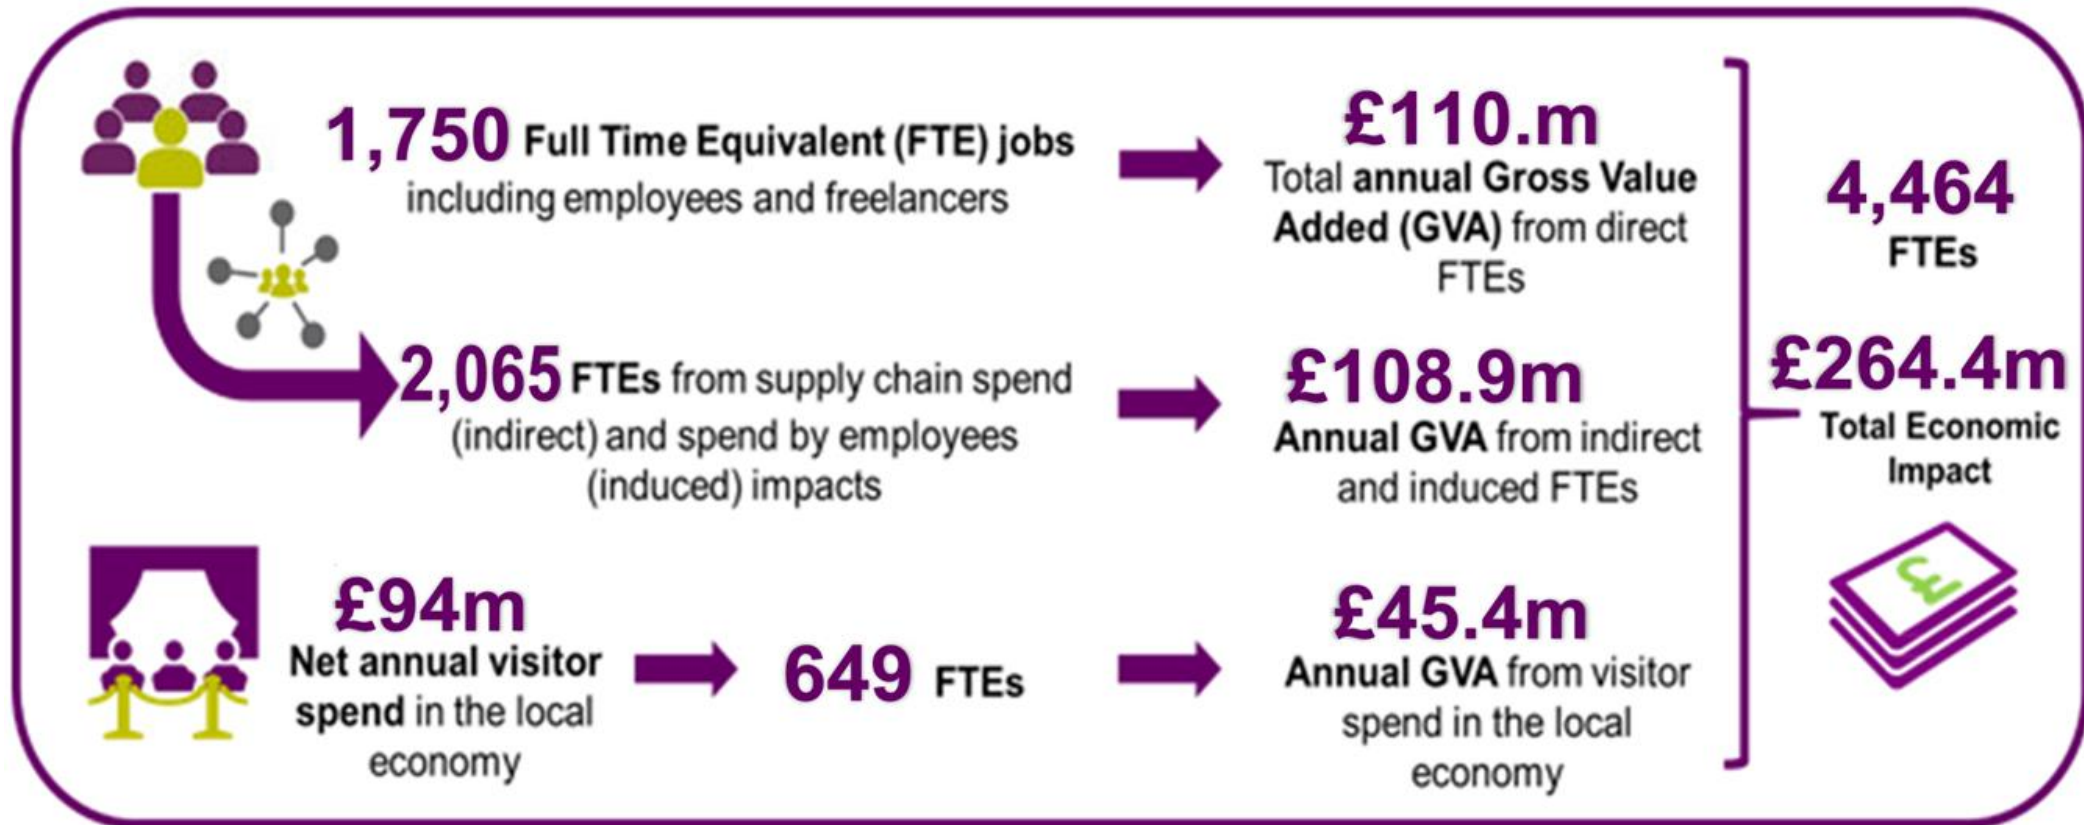 1,750 Full Time Equivalent (FTE) jobs
including employees and freelancers
£110.m
Total annual Gross Value
Added (GVA) from direct
FTEs
2,065 FTEs from supply chain spend
(indirect) and spend by employees
(induced) impacts
£108.9m
Annual GVA from indirect
and induced FTEs
£94m
Net annual visitor
spend in the local
economy
649 FTEs
£45.4m
Annual GVA from visitor
spend in the local
economy
4,464
FTEs
£264.4m
Total Economic
Impact
£